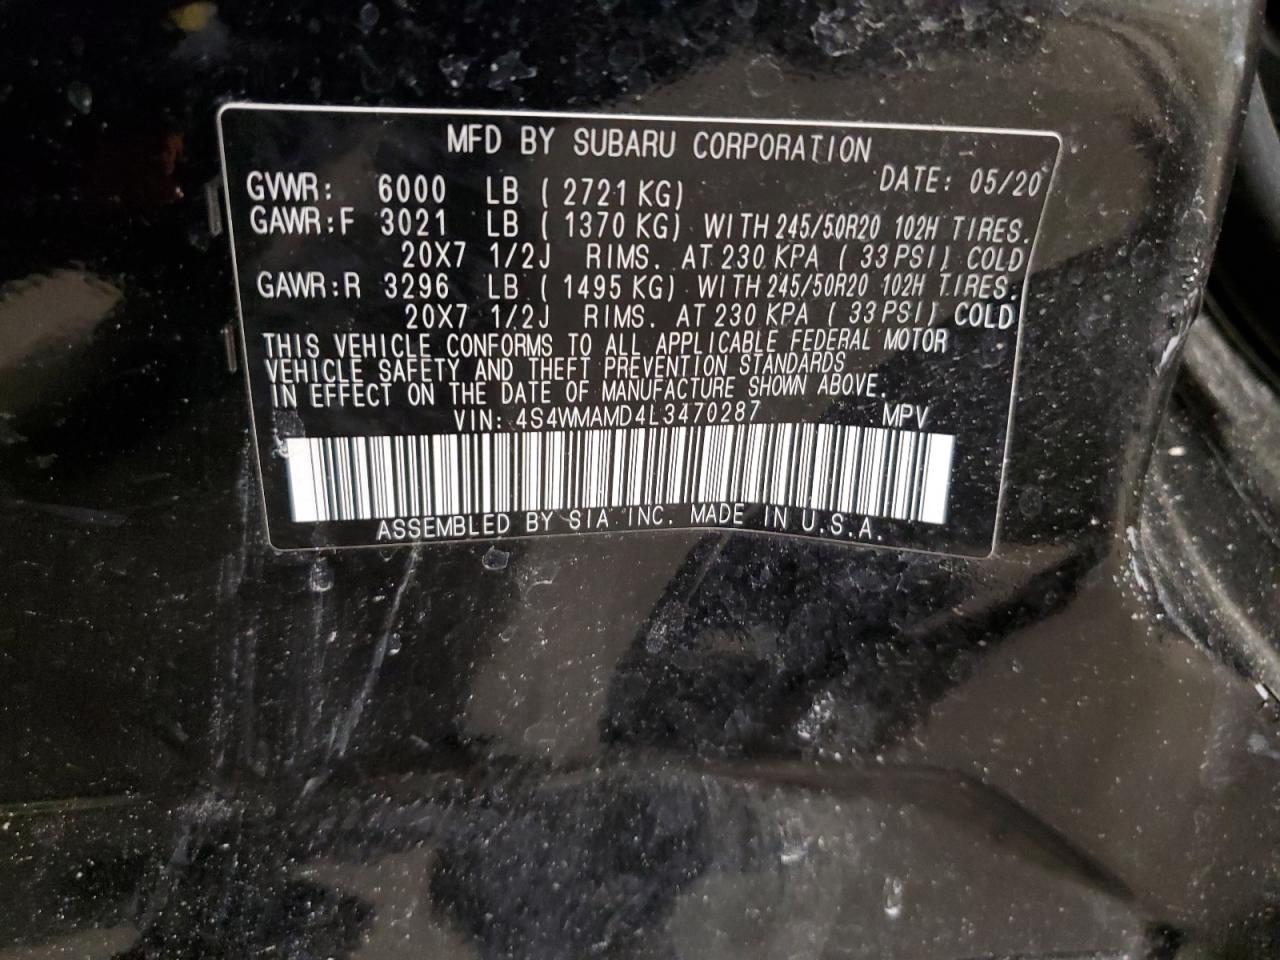 MFD BY SUBARU CORPORATION
GVWR: 6000 LB ( 2721 KG) DATE: 05/20
GAWR:F 3021 LB ( 1370 KG) WITH 245/50R20 102H TIRES.
20X7 1/2J RIMS. AT 230 KPA ( 33 PSI) COLD
GAWR:R 3296 LB ( 1495 KG) WITH 245/50R20 102H TIRES.
20X7 1/2J RIMS. AT 230 KPA ( 33 PSI) COLD
THIS VEHICLE CONFORMS TO ALL APPLICABLE FEDERAL MOTOR
VEHICLE SAFETY AND THEFT PREVENTION STANDARDS
IN EFFECT ON THE DATE OF MANUFACTURE SHOWN ABOVE.
VIN: 4S4WMAMD4L3470287 MPV
ASSEMBLED BY SIA INC. MADE IN U.S.A.